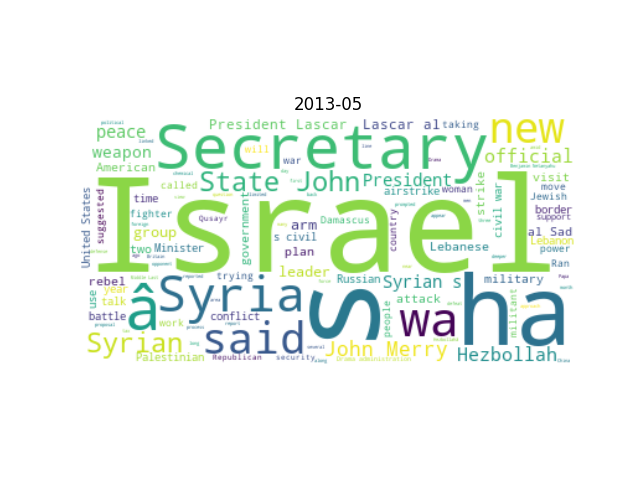 2013-05
political
peace
President Lascar
Lascar al
taking
new
weapon
Secretary
will
war
official
American
group
called
State John
President
airstrike
woman
strike
visit
move
Jewish
United States
suggested
time
fighter
two
Minister
government
Israel
Qusayr
arm
s civil
plan
Damascus
country
Lebanese
civil war
border
support
al Sad
Lebanon
power
Ran
rebel
use
year
talk
battle
â
Syria
trying
leader
Russian
Syrian s
military
conflict
S
attack
wa
ha
militant
people
work
said
Syrian
Palestinian
Republican
security
John Merry
Obama administration
Hezbollah
China